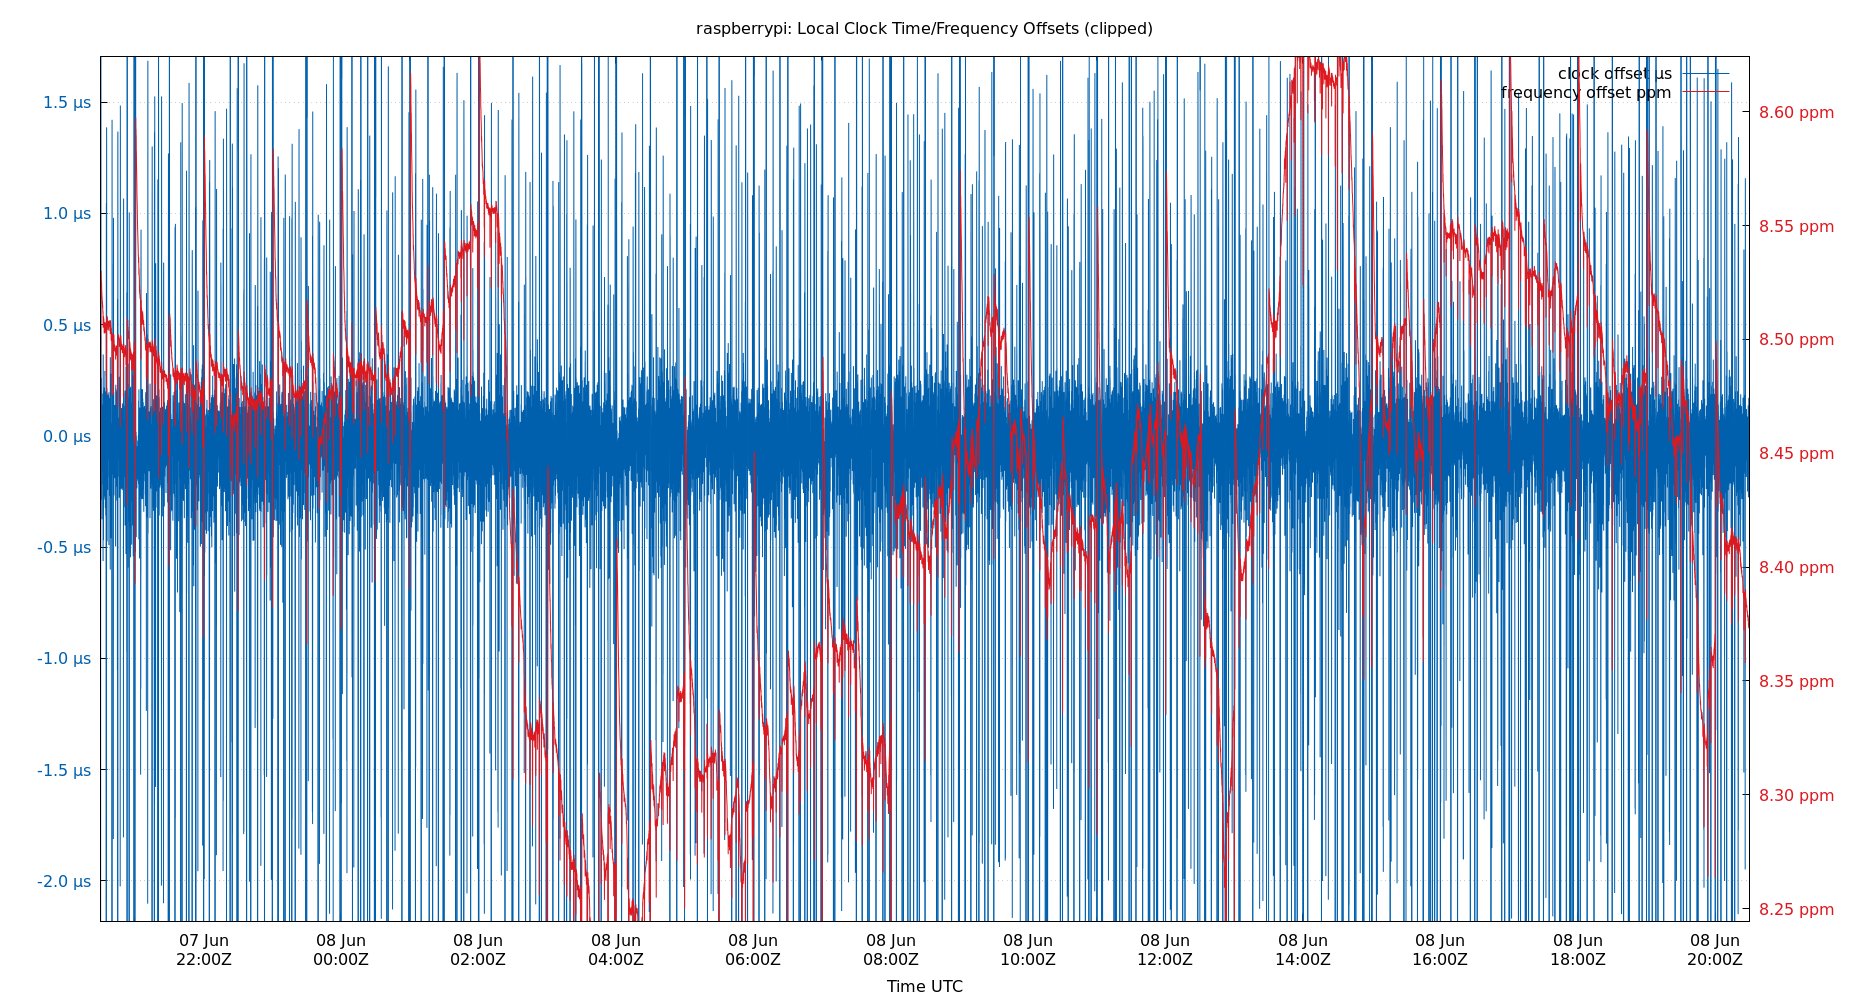 raspberrypi: Local Clock Time/Frequency Offsets (clipped)
clock offset µs
frequency offset ppm
1.5 µs
1.0 µs
0.5 µs
0.0 µs
-0.5 µs
-1.0 µs
-1.5 µs
-2.0 µs
8.60 ppm
8.55 ppm
8.50 ppm
8.45 ppm
8.40 ppm
8.35 ppm
8.30 ppm
8.25 ppm
07 Jun 08 Jun 08 Jun 08 Jun 08 Jun 08 Jun 08 Jun 08 Jun 08 Jun 08 Jun 08 Jun 08 Jun
22:00Z 00:00Z 02:00Z 04:00Z 06:00Z 08:00Z 10:00Z 12:00Z 14:00Z 16:00Z 18:00Z 20:00Z
Time UTC